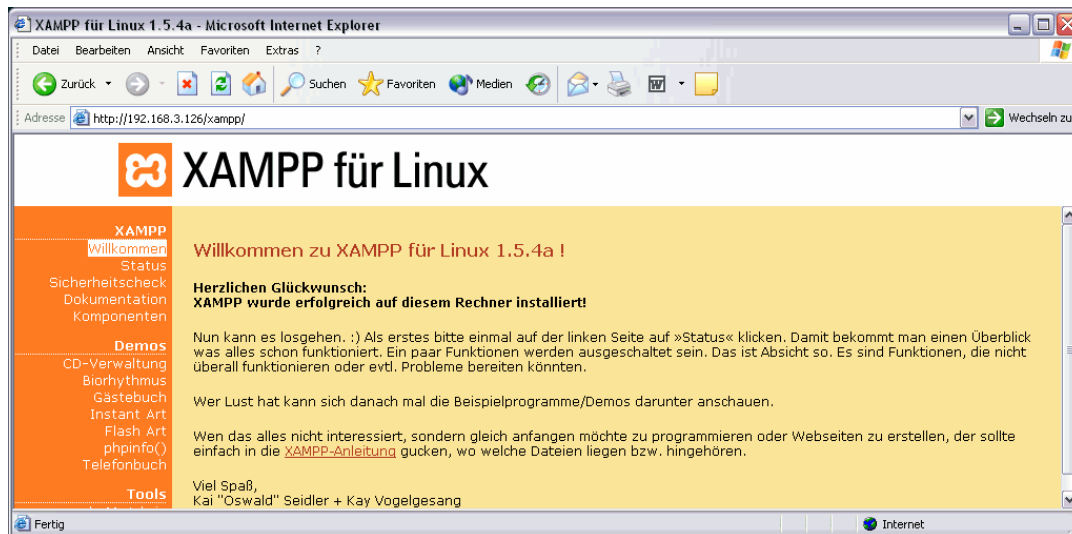 XAMPP für Linux 1.5.4a - Microsoft Internet Explorer
Datei Bearbeiten Ansicht Favoriten Extras ?
Zurück Suchen Favoriten Medien
Adresse http://192.168.3.126/xampp/ Wechseln zu
XAMPP für Linux
XAMPP
Willkommen
Status
Sicherheitscheck
Dokumentation
Komponenten
Demos
CD-Verwaltung
Biorhythmus
Gästebuch
Instant Art
Flash Art
phpinfo()
Telefonbuch
Tools
Willkommen zu XAMPP für Linux 1.5.4a !
Herzlichen Glückwunsch:
XAMPP wurde erfolgreich auf diesem Rechner installiert!
Nun kann es losgehen. :) Als erstes bitte einmal auf der linken Seite auf »Status« klicken. Damit bekommt man einen Überblick
was alles schon funktioniert. Ein paar Funktionen werden ausgeschaltet sein. Das ist Absicht so. Es sind Funktionen, die nicht
überall funktionieren oder evtl. Probleme bereiten könnten.
Wer Lust hat kann sich danach mal die Beispielprogramme/Demos darunter anschauen.
Wen das alles nicht interessiert, sondern gleich anfangen möchte zu programmieren oder Webseiten zu erstellen, der sollte
einfach in die XAMPP-Anleitung gucken, wo welche Dateien liegen bzw. hingehören.
Viel Spaß,
Kai "Oswald" Seidler + Kay Vogelgesang
Fertig Internet